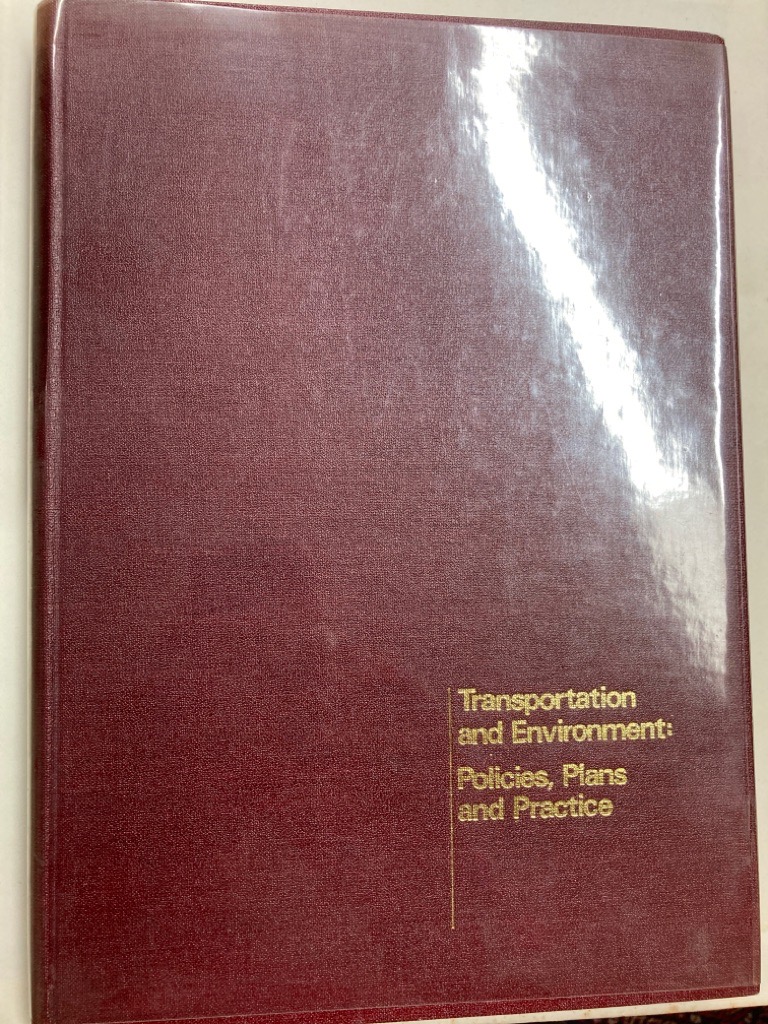 Transportation
and Environment:
Policies, Plans
and Practice